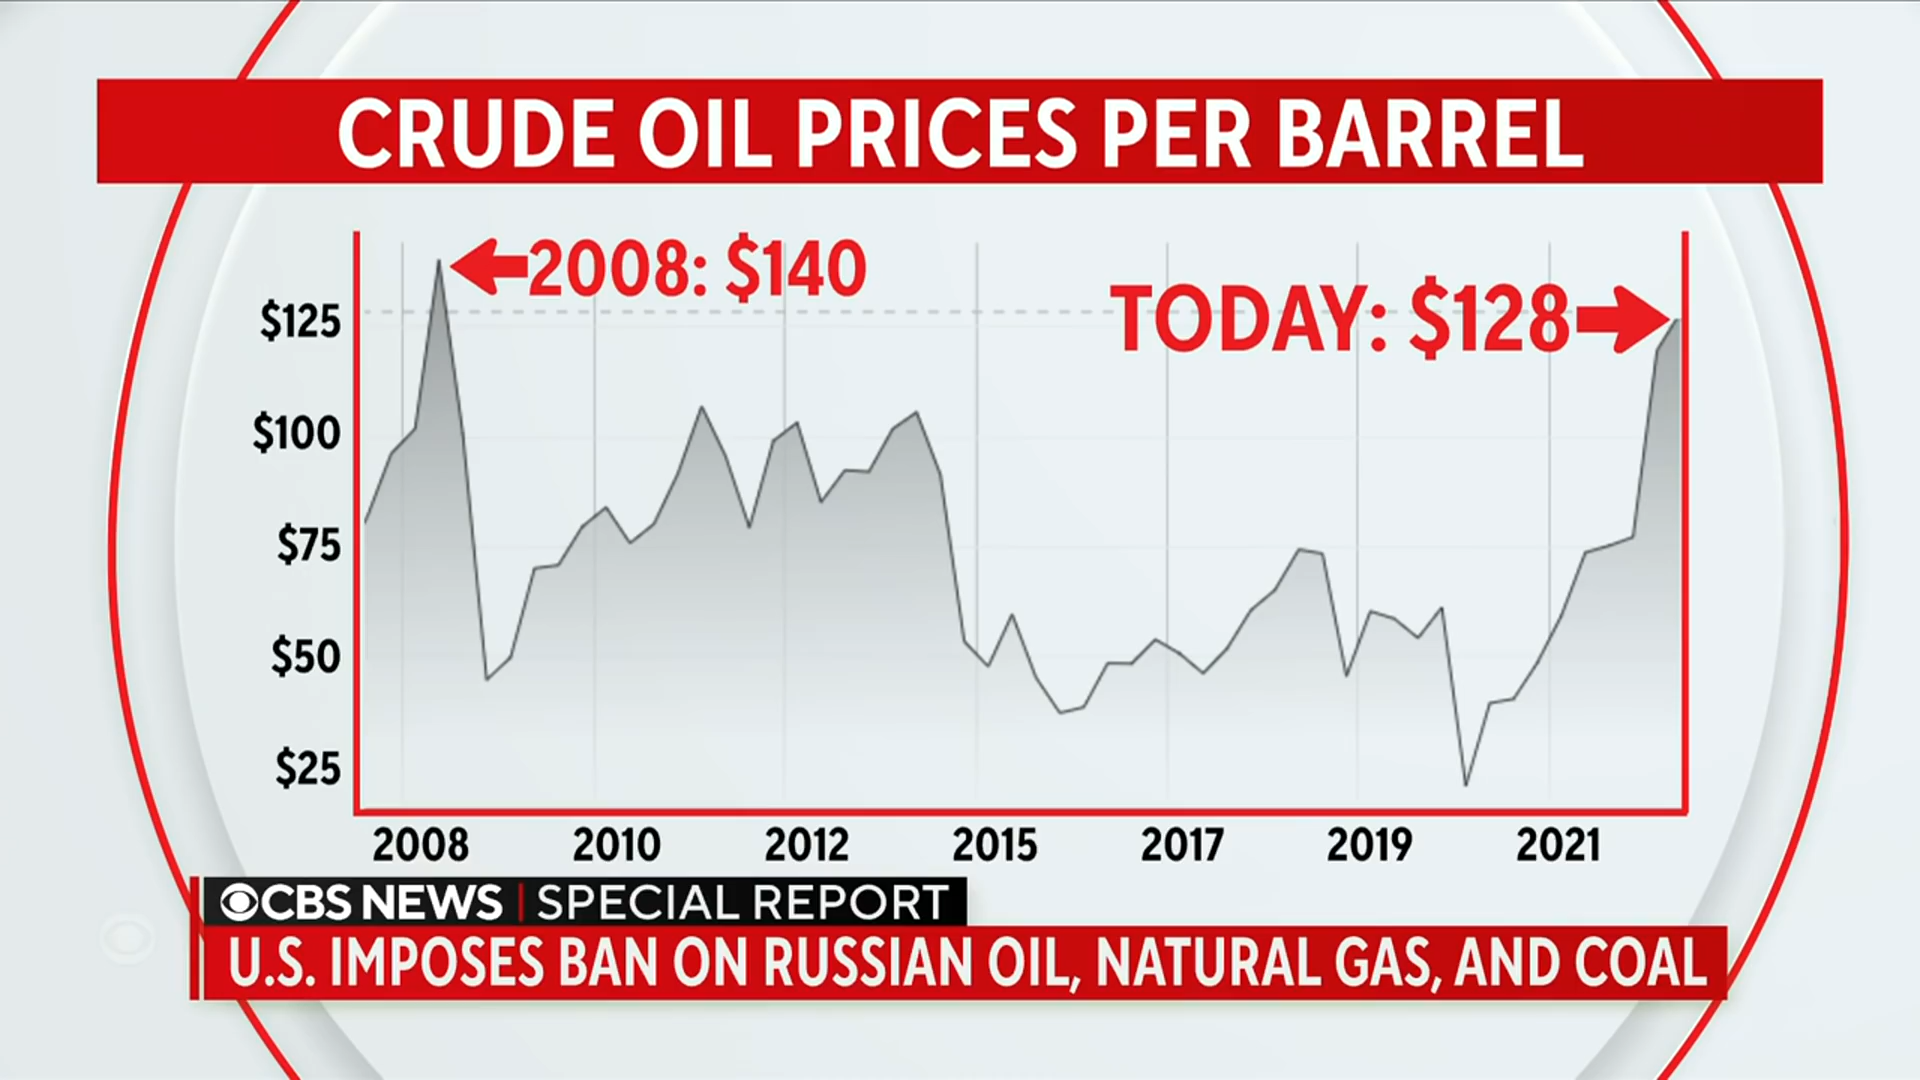 CRUDE OIL PRICES PER BARREL
2008: $140
TODAY: $128
$125
$100
$75
$50
$25
2008 2010 2012 2015 2017 2019 2021
CBS NEWS | SPECIAL REPORT
U.S. IMPOSES BAN ON RUSSIAN OIL, NATURAL GAS, AND COAL